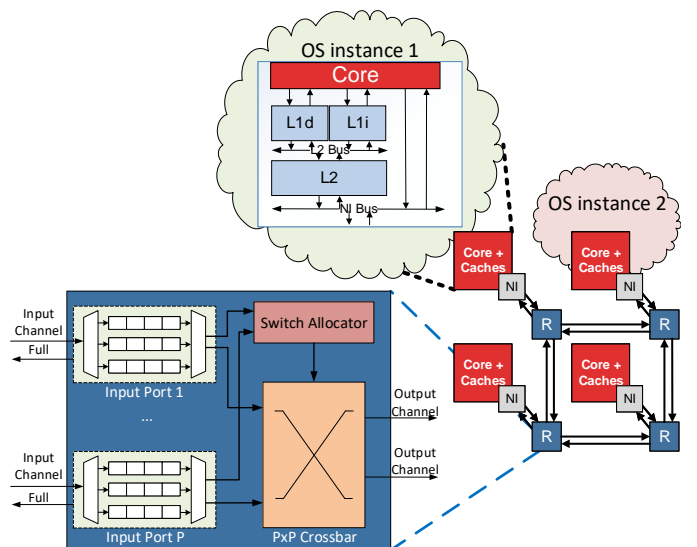 OS instance 1
Core
L1d
L1i
L2 Bus
L2
NI Bus
OS instance 2
Core +
Caches
NI
R
Core +
Caches
NI
R
Core +
Caches
NI
R
Core +
Caches
NI
R
Input
Channel
Full
Input Port 1
...
Input
Channel
Full
Input Port P
Switch Allocator
PxP Crossbar
Output
Channel
Output
Channel